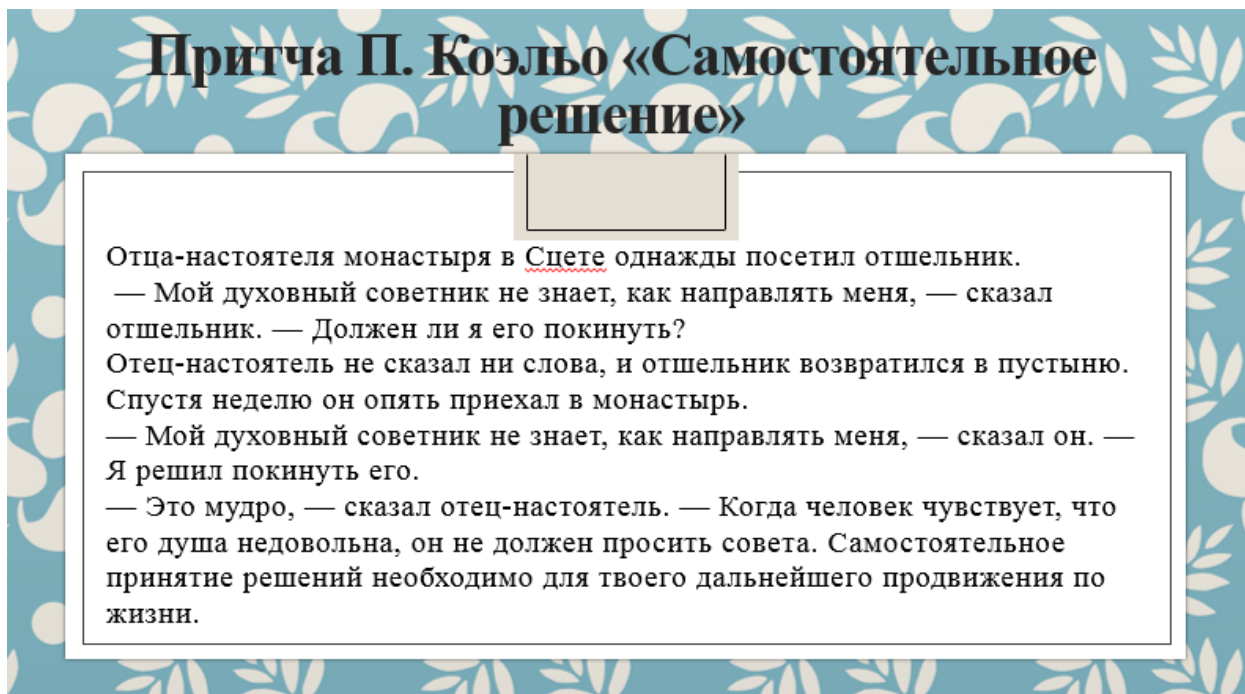 Притча П. Коэльо «Самостоятельное
решение»
Отца-настоятеля монастыря в Сцете однажды посетил отшельник.
— Мой духовный советник не знает, как направлять меня, — сказал
отшельник. — Должен ли я его покинуть?
Отец-настоятель не сказал ни слова, и отшельник возвратился в пустыню.
Спустя неделю он опять приехал в монастырь.
— Мой духовный советник не знает, как направлять меня, — сказал он. —
Я решил покинуть его.
— Это мудро, — сказал отец-настоятель. — Когда человек чувствует, что
его душа недовольна, он не должен просить совета. Самостоятельное
принятие решений необходимо для твоего дальнейшего продвижения по
жизни.